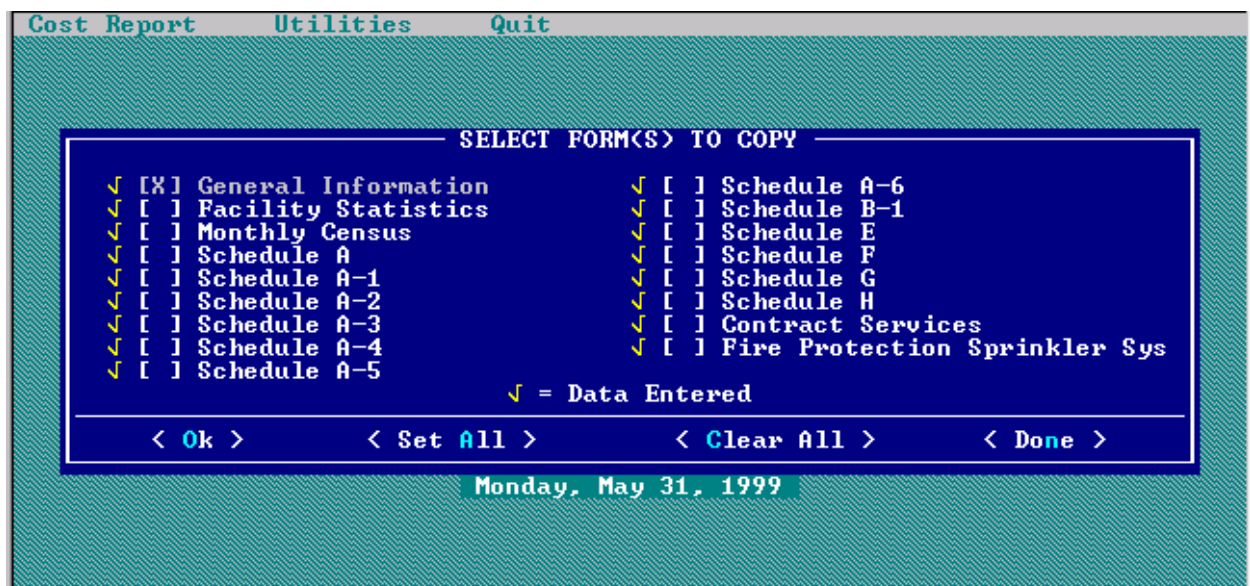 Cost Report Utilities Quit
SELECT FORM(S) TO COPY
√ [X] General Information
√ [ ] Facility Statistics
√ [ ] Monthly Census
√ [ ] Schedule A
√ [ ] Schedule A-1
√ [ ] Schedule A-2
√ [ ] Schedule A-3
√ [ ] Schedule A-4
√ [ ] Schedule A-5
√ [ ] Schedule A-6
√ [ ] Schedule B-1
√ [ ] Schedule E
√ [ ] Schedule F
√ [ ] Schedule G
√ [ ] Schedule H
√ [ ] Contract Services
√ [ ] Fire Protection Sprinkler Sys
√ = Data Entered
< Ok > < Set All > < Clear All > < Done >
Monday, May 31, 1999